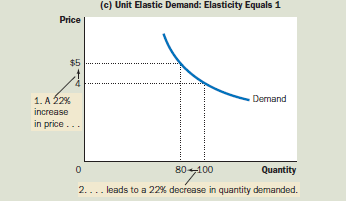 (c) Unit Elastic Demand: Elasticity Equals 1
Price
$5
4
1. A 22%
increase
in price . . .
Demand
0
80
100
Quantity
2. . . . leads to a 22% decrease in quantity demanded.